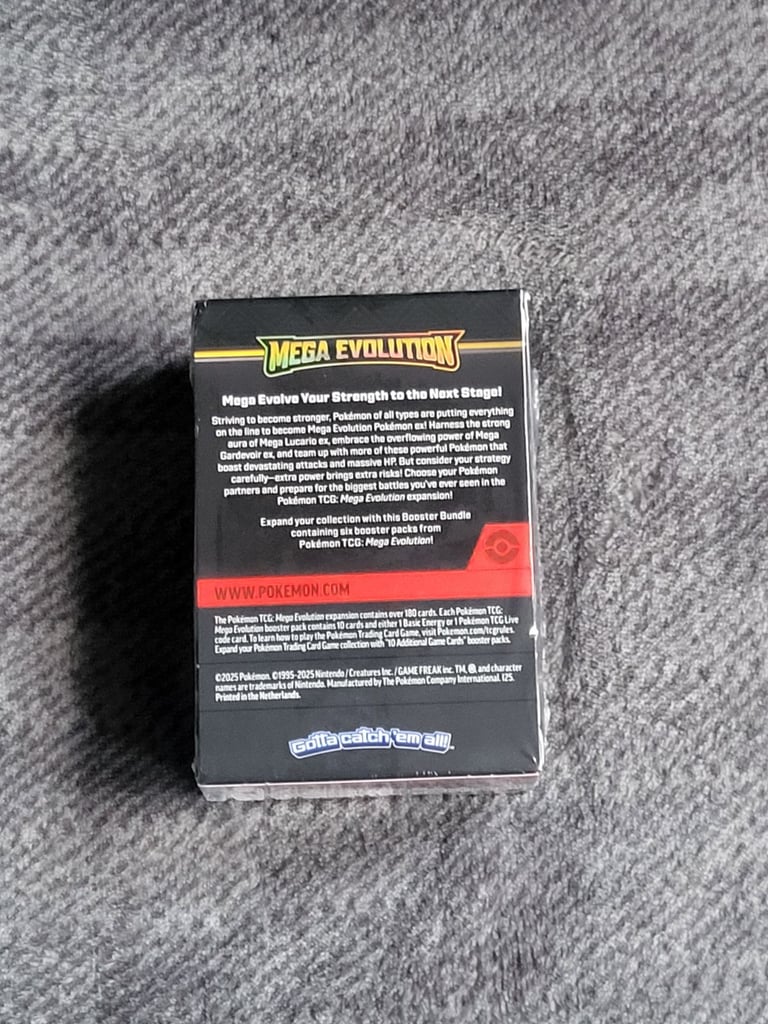 MEGA EVOLUTION
Mega Evolve Your Strength to the Next Stage!
Striving to become stronger, Pokémon of all types are putting everything
on the line to become Mega Evolution Pokémon ex! Harness the strong
aura of Mega Lucario ex, embrace the overflowing power of Mega
Gardevoir ex, and team up with more of these powerful Pokémon that
boast devastating attacks and massive HP. But consider your strategy
carefully—extra power brings extra risks! Choose your Pokémon
partners and prepare for the biggest battles you've ever seen in the
Pokémon TCG: Mega Evolution expansion!
Expand your collection with this Booster Bundle
containing six booster packs from
Pokémon TCG: Mega Evolution!
WWW.POKEMON.COM
The Pokémon TCG: Mega Evolution expansion contains over 180 cards. Each Pokémon TCG:
Mega Evolution booster pack contains 10 cards and either 1 Basic Energy or 1 Pokémon TCG Live
code card. To learn how to play the Pokémon Trading Card Game, visit Pokemon.com/tcgrules.
Expand your Pokémon Trading Card Game collection with "10 Additional Game Cards" booster packs.
©2025 Pokémon. ©1995-2025 Nintendo / Creatures Inc. / GAME FREAK inc. TM, ®, and character
names are trademarks of Nintendo. Manufactured by The Pokémon Company International. 125.
Printed in the Netherlands.
Gotta catch 'em all!™